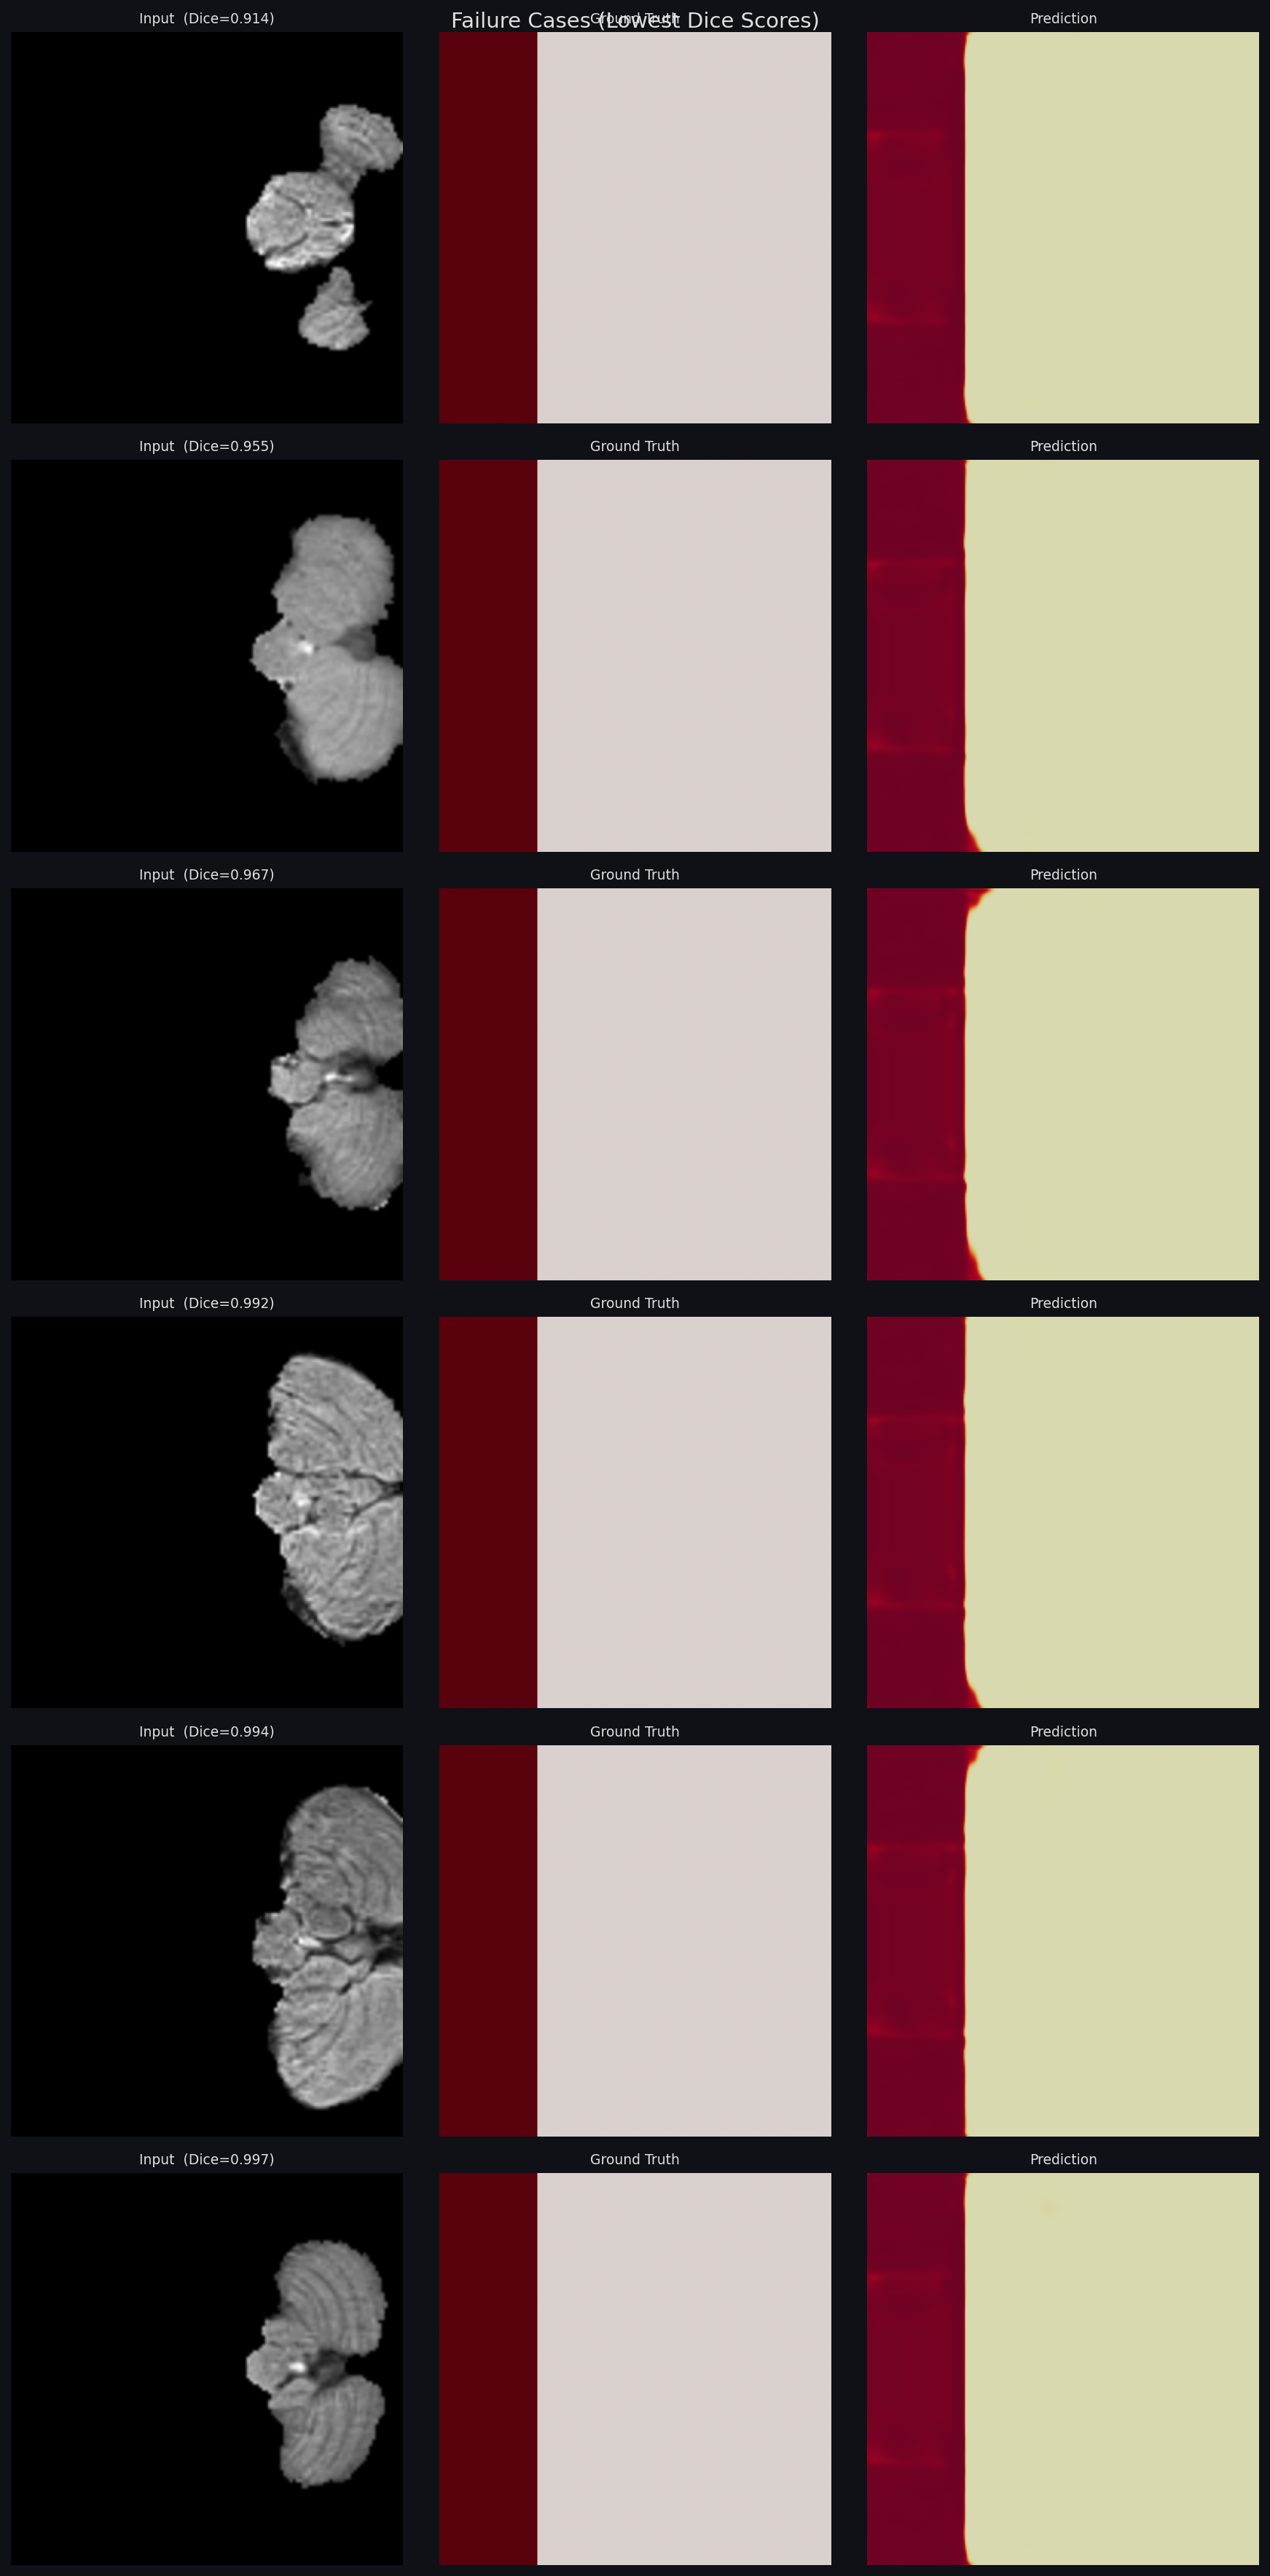 Failure Cases (Lowest Dice Scores)
Input (Dice=0.914)
Ground Truth
Prediction
Input (Dice=0.955)
Ground Truth
Prediction
Input (Dice=0.967)
Ground Truth
Prediction
Input (Dice=0.992)
Ground Truth
Prediction
Input (Dice=0.994)
Ground Truth
Prediction
Input (Dice=0.997)
Ground Truth
Prediction